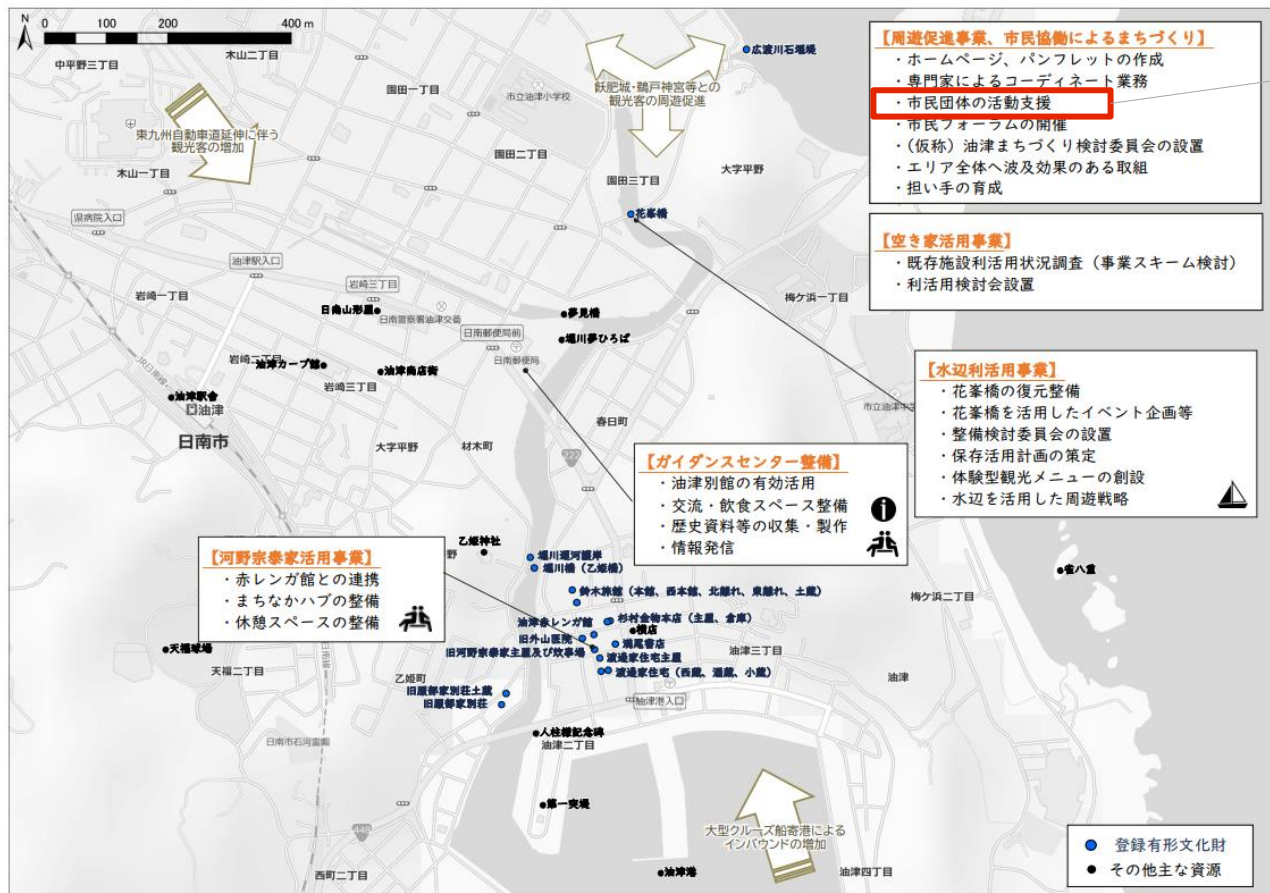 N
0 100 200 400 m
木山二丁目
中平野三丁目
園田一丁目
市立油津小学校
広渡川石堰堤
飫肥城・鵜戸神宮等との
観光客の周遊促進
東九州自動車道延伸に伴う
観光客の増加
木山一丁目
園田二丁目
園田三丁目
大字平野
県病院入口
花峯橋
油津駅入口
岩崎一丁目
岩崎三丁目
日南山形屋
日南警察署油津交番
日南郵便局前
夢見橋
堀川夢ひろば
梅ケ浜一丁目
岩崎二丁目
油津カープ館
油津商店街
日南郵便局
岩崎三丁目
JR日南線
油津駅舎
油津
日南市
春日町
大字平野
材木町
222
【周遊促進事業、市民協働によるまちづくり】
・ホームページ、パンフレットの作成
・専門家によるコーディネート業務
・市民団体の活動支援
・市民フォーラムの開催
・(仮称)油津まちづくり検討委員会の設置
・エリア全体へ波及効果のある取組
・担い手の育成
【空き家活用事業】
・既存施設利活用状況調査(事業スキーム検討)
・利活用検討会設置
市立油津中学
【水辺利活用事業】
・花峯橋の復元整備
・花峯橋を活用したイベント企画等
・整備検討委員会の設置
・保存活用計画の策定
・体験型観光メニューの創設
・水辺を活用した周遊戦略
【ガイダンスセンター整備】
・油津別館の有効活用
・交流・飲食スペース整備
・歴史資料等の収集・製作
・情報発信
i
【河野宗泰家活用事業】
・赤レンガ館との連携
・まちなかハブの整備
・休憩スペースの整備
野
乙姫神社
堀川運河護岸
堀川橋(乙姫橋)
鈴木旅館(本館、西本館、北離れ、東離れ、土蔵)
油津赤レンガ館
杉村金物本店(主屋、倉庫)
旧外山医院
横店
満尾書店
旧河野宗泰家主屋及び炊事場
渡邊家住宅主屋
渡邊家住宅(西蔵、酒蔵、小蔵)
油津三丁目
梅ケ浜二丁目
省八重
天福球場
天福二丁目
乙姫町
旧服部家別荘土蔵
旧服部家別荘
油津港入口
油津
日南市石河霊園
人柱様記念碑
油津二丁目
第一突堤
448
西町二丁目
大型クルーズ船寄港による
インバウンドの増加
油津港
油津四丁目
登録有形文化財
その他主な資源